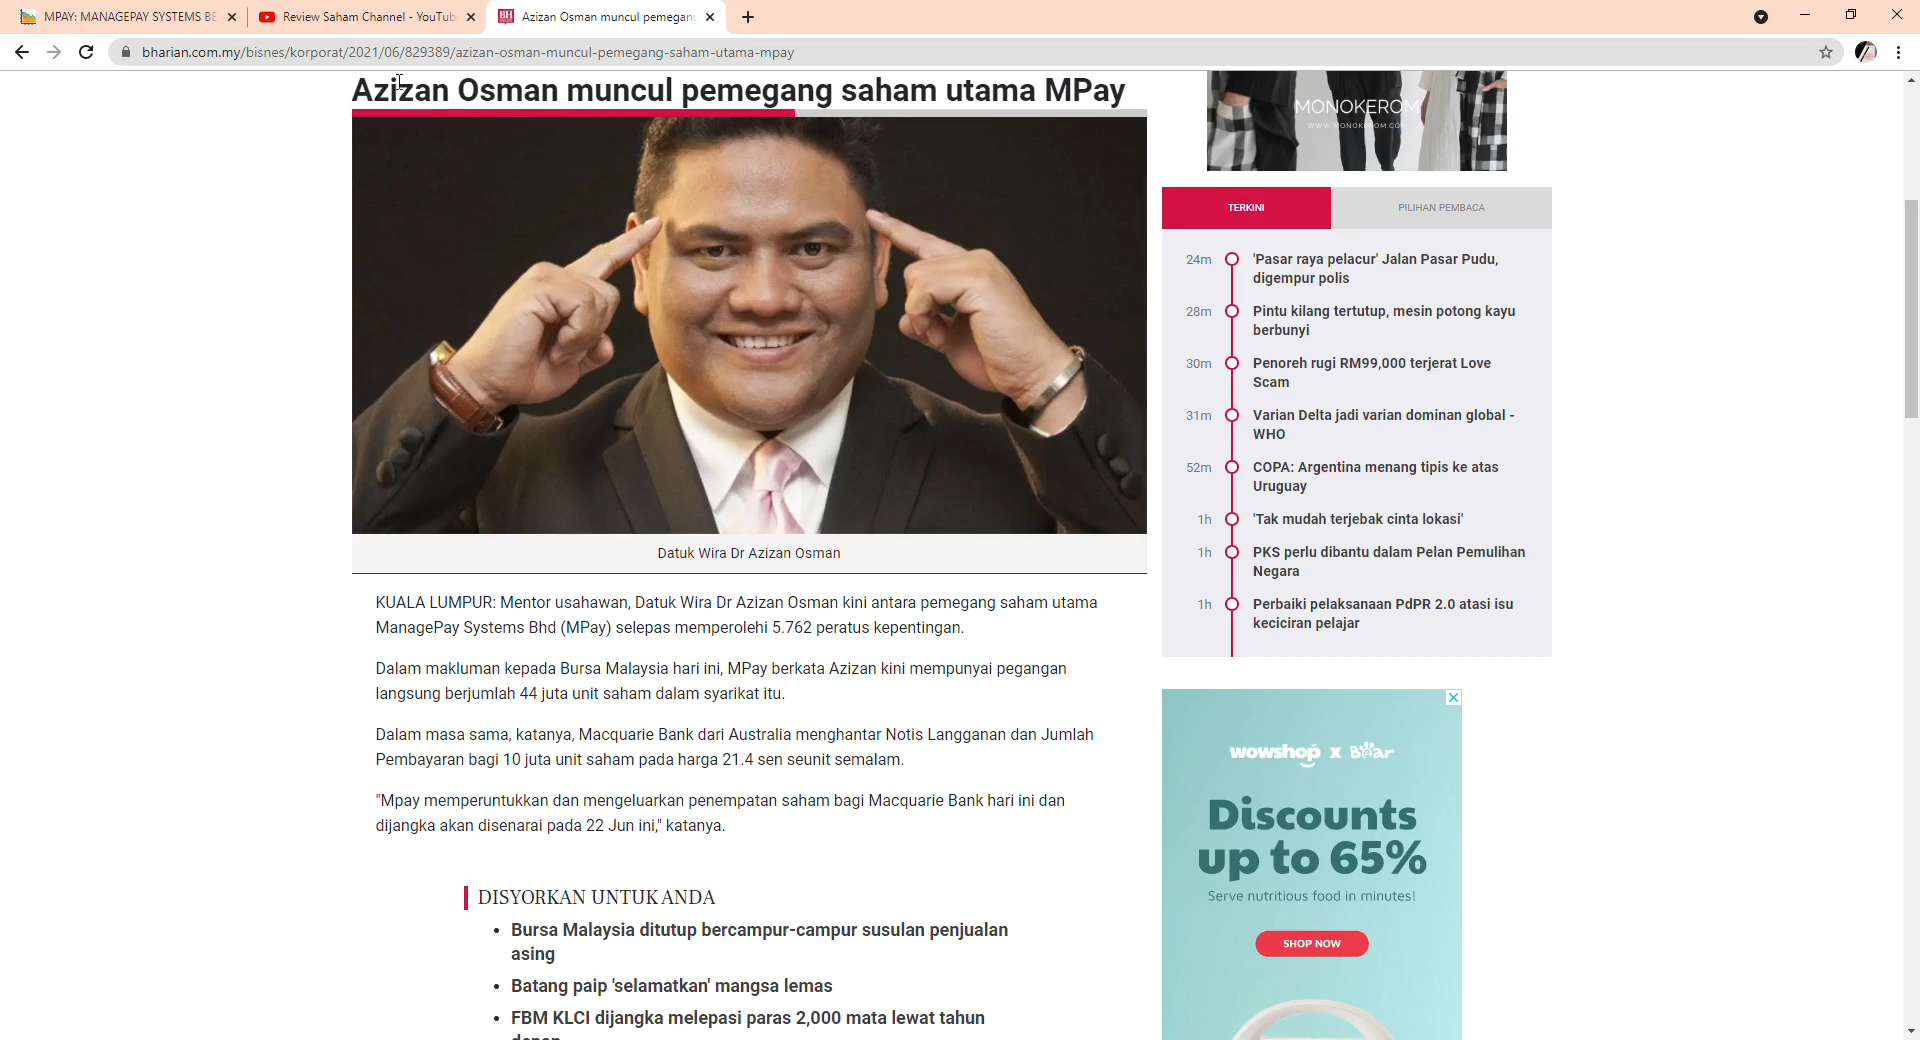 MPAY: MANAGEPAY SYSTEMS BE
Review Saham Channel - YouTub
Azizan Osman muncul pemegang
bharian.com.my/bisnes/korporat/2021/06/829389/azizan-osman-muncul-pemegang-saham-utama-mpay
Azizan Osman muncul pemegang saham utama MPay
Datuk Wira Dr Azizan Osman
KUALA LUMPUR: Mentor usahawan, Datuk Wira Dr Azizan Osman kini antara pemegang saham utama
ManagePay Systems Bhd (MPay) selepas memperolehi 5.762 peratus kepentingan.
Dalam makluman kepada Bursa Malaysia hari ini, MPay berkata Azizan kini mempunyai pegangan
langsung berjumlah 44 juta unit saham dalam syarikat itu.
Dalam masa sama, katanya, Macquarie Bank dari Australia menghantar Notis Langganan dan Jumlah
Pembayaran bagi 10 juta unit saham pada harga 21.4 sen seunit semalam.
"Mpay memperuntukkan dan mengeluarkan penempatan saham bagi Macquarie Bank hari ini dan
dijangka akan disenarai pada 22 Jun ini," katanya.
DISYORKAN UNTUK ANDA
• Bursa Malaysia ditutup bercampur-campur susulan penjualan
asing
• Batang paip 'selamatkan' mangsa lemas
• FBM KLCI dijangka melepasi paras 2,000 mata lewat tahun
depan
MONOKEROM
WWW.MONOKEROM.COM
TERKINI
PILIHAN PEMBACA
24m 'Pasar raya pelacur' Jalan Pasar Pudu,
digempur polis
28m Pintu kilang tertutup, mesin potong kayu
berbunyi
30m Penoreh rugi RM99,000 terjerat Love
Scam
31m Varian Delta jadi varian dominan global -
WHO
52m COPA: Argentina menang tipis ke atas
Uruguay
1h 'Tak mudah terjebak cinta lokasi'
1h PKS perlu dibantu dalam Pelan Pemulihan
Negara
1h Perbaiki pelaksanaan PdPR 2.0 atasi isu
keciciran pelajar
wowshop x Bear
Discounts
up to 65%
Serve nutritious food in minutes!
SHOP NOW